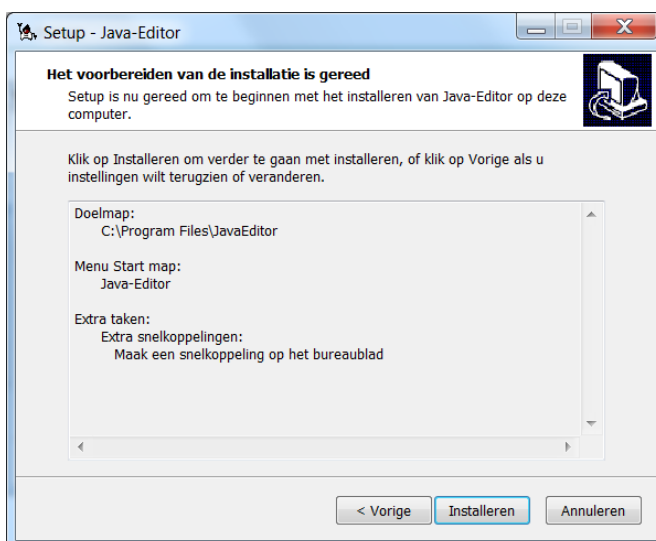 Setup - Java-Editor
Het voorbereiden van de installatie is gereed
Setup is nu gereed om te beginnen met het installeren van Java-Editor op deze
computer.
Klik op Installeren om verder te gaan met installeren, of klik op Vorige als u
instellingen wilt terugzien of veranderen.
Doelmap:
C:\Program Files\JavaEditor
Menu Start map:
Java-Editor
Extra taken:
Extra snelkoppelingen:
Maak een snelkoppeling op het bureaublad
< Vorige
Installeren
Annuleren